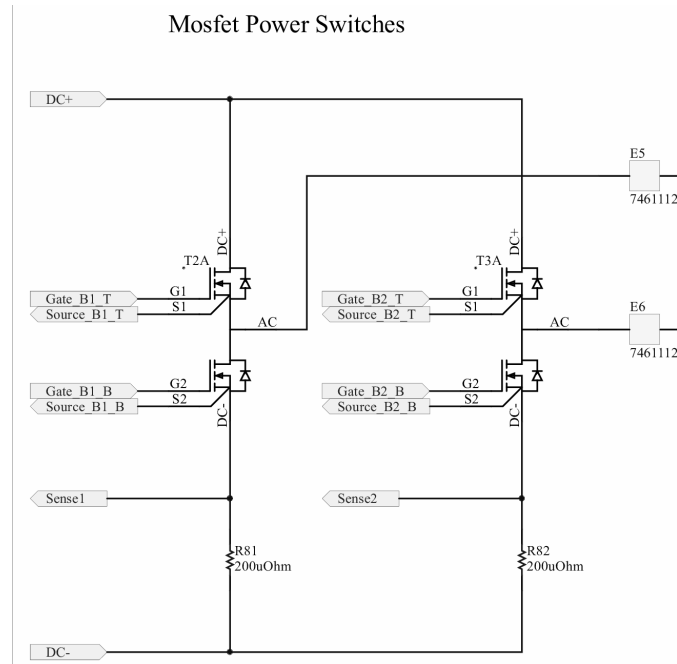 Mosfet Power Switches
DC+
E5
7461112
DC+
DC+
T2A
T3A
Gate_B1_T
G1
Gate_B2_T
G1
Source_B1_T
S1
Source_B2_T
S1
AC
AC
E6
7461112
Gate_B1_B
G2
Gate_B2_B
G2
Source_B1_B
S2
Source_B2_B
S2
DC-
DC-
Sense1
Sense2
R81
200uOhm
R82
200uOhm
DC-